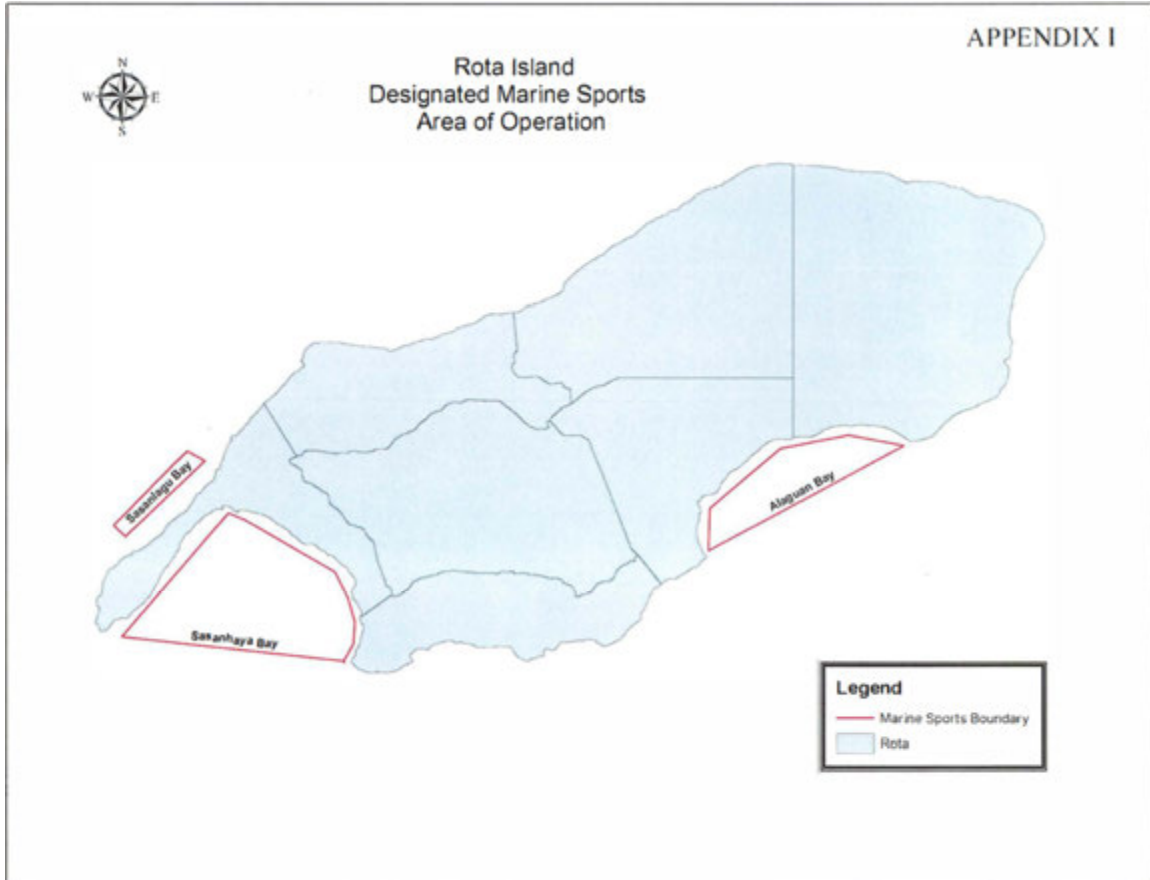 APPENDIX I
Rota Island
Designated Marine Sports
Area of Operation
N
W
E
S
Sasanlagu Bay
Alaguan Bay
Sasanhaya Bay
Legend
Marine Sports Boundary
Rota